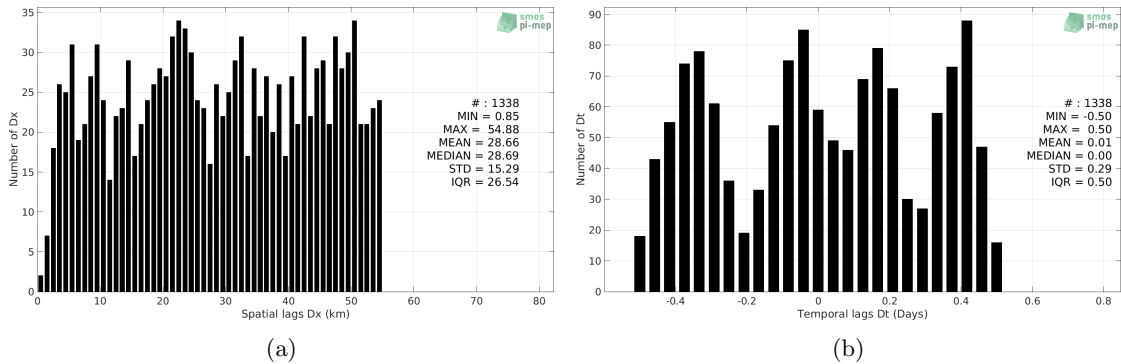 35
30
25
20
15
10
5
0
Number of Dx
0 10 20 30 40 50 60 70 80
Spatial lags Dx (km)
smos
pi-mep
# : 1338
MIN = 0.85
MAX = 54.88
MEAN = 28.66
MEDIAN = 28.69
STD = 15.29
IQR = 26.54
(a)
90
80
70
60
50
40
30
20
10
0
Number of Dt
-0.4 -0.2 0 0.2 0.4 0.6 0.8
Temporal lags Dt (Days)
smos
pi-mep
# : 1338
MIN = -0.50
MAX = 0.50
MEAN = 0.01
MEDIAN = 0.00
STD = 0.29
IQR = 0.50
(b)